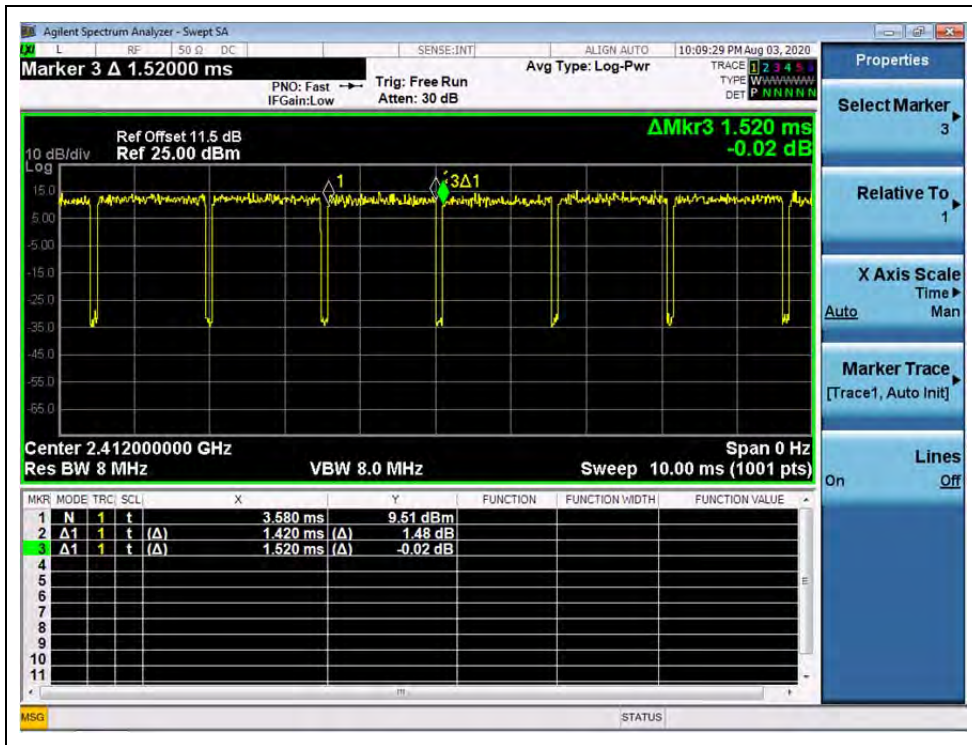 Agilent Spectrum Analyzer - Swept SA
LXI L RF 50 Ω DC SENSE:INT ALIGN AUTO 10:09:29 PM Aug 03, 2020
Marker 3 Δ 1.52000 ms
PNO: Fast
IFGain:Low
Trig: Free Run
Atten: 30 dB
Avg Type: Log-Pwr
TRACE 1 2 3 4 5 6
TYPE WWWWWW
DET P NNNNN
ΔMkr3 1.520 ms
-0.02 dB
Ref Offset 11.5 dB
10 dB/div Ref 25.00 dBm
Log
15.0
5.00
-5.00
-15.0
-25.0
-35.0
-45.0
-55.0
-65.0
1
3Δ1
Center 2.412000000 GHz Span 0 Hz
Res BW 8 MHz VBW 8.0 MHz Sweep 10.00 ms (1001 pts)
MKR MODE TRC SCL X Y FUNCTION FUNCTION WIDTH FUNCTION VALUE
1 N 1 t 3.580 ms 9.51 dBm
2 Δ1 1 t (Δ) 1.420 ms (Δ) 1.48 dB
3 Δ1 1 t (Δ) 1.520 ms (Δ) -0.02 dB
4
5
6
7
8
9
10
11
MSG STATUS
Properties
Select Marker
3
Relative To
1
X Axis Scale
Time
Auto Man
Marker Trace
[Trace1, Auto Init]
Lines
On Off